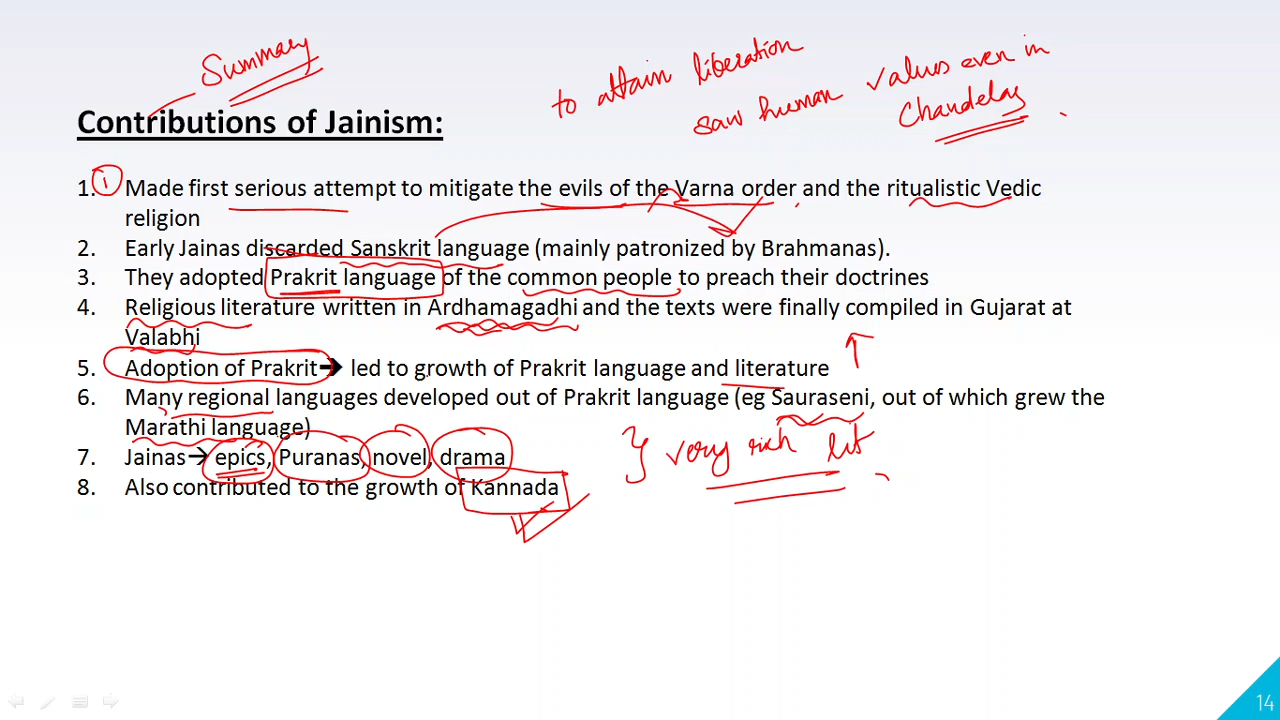 Summary
to attain liberation
saw human values even in
Chandelas
Contributions of Jainism:
1. ① Made first serious attempt to mitigate the evils of the Varna order and the ritualistic Vedic
religion
2. Early Jainas discarded Sanskrit language (mainly patronized by Brahmanas).
3. They adopted Prakrit language of the common people to preach their doctrines
4. Religious literature written in Ardhamagadhi and the texts were finally compiled in Gujarat at
Valabhi
5. Adoption of Prakrit→ led to growth of Prakrit language and literature
6. Many regional languages developed out of Prakrit language (eg Sauraseni, out of which grew the
Marathi language)
7. Jainas→ epics, Puranas, novel, drama
} very rich lit
8. Also contributed to the growth of Kannada
14